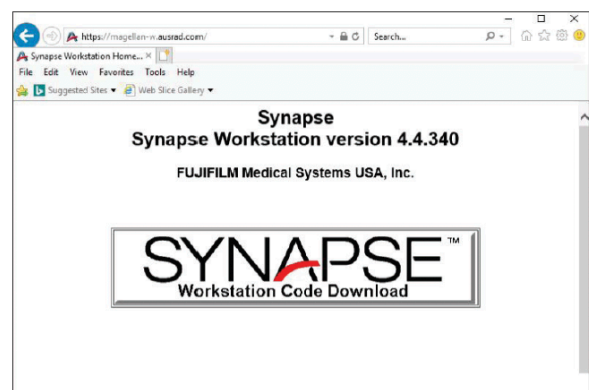 https://magellan-w.ausrad.com/
Search...
Synapse Workstation Home...
File Edit View Favorites Tools Help
Suggested Sites Web Slice Gallery
Synapse
Synapse Workstation version 4.4.340
FUJIFILM Medical Systems USA, Inc.
SYNAPSE™
Workstation Code Download